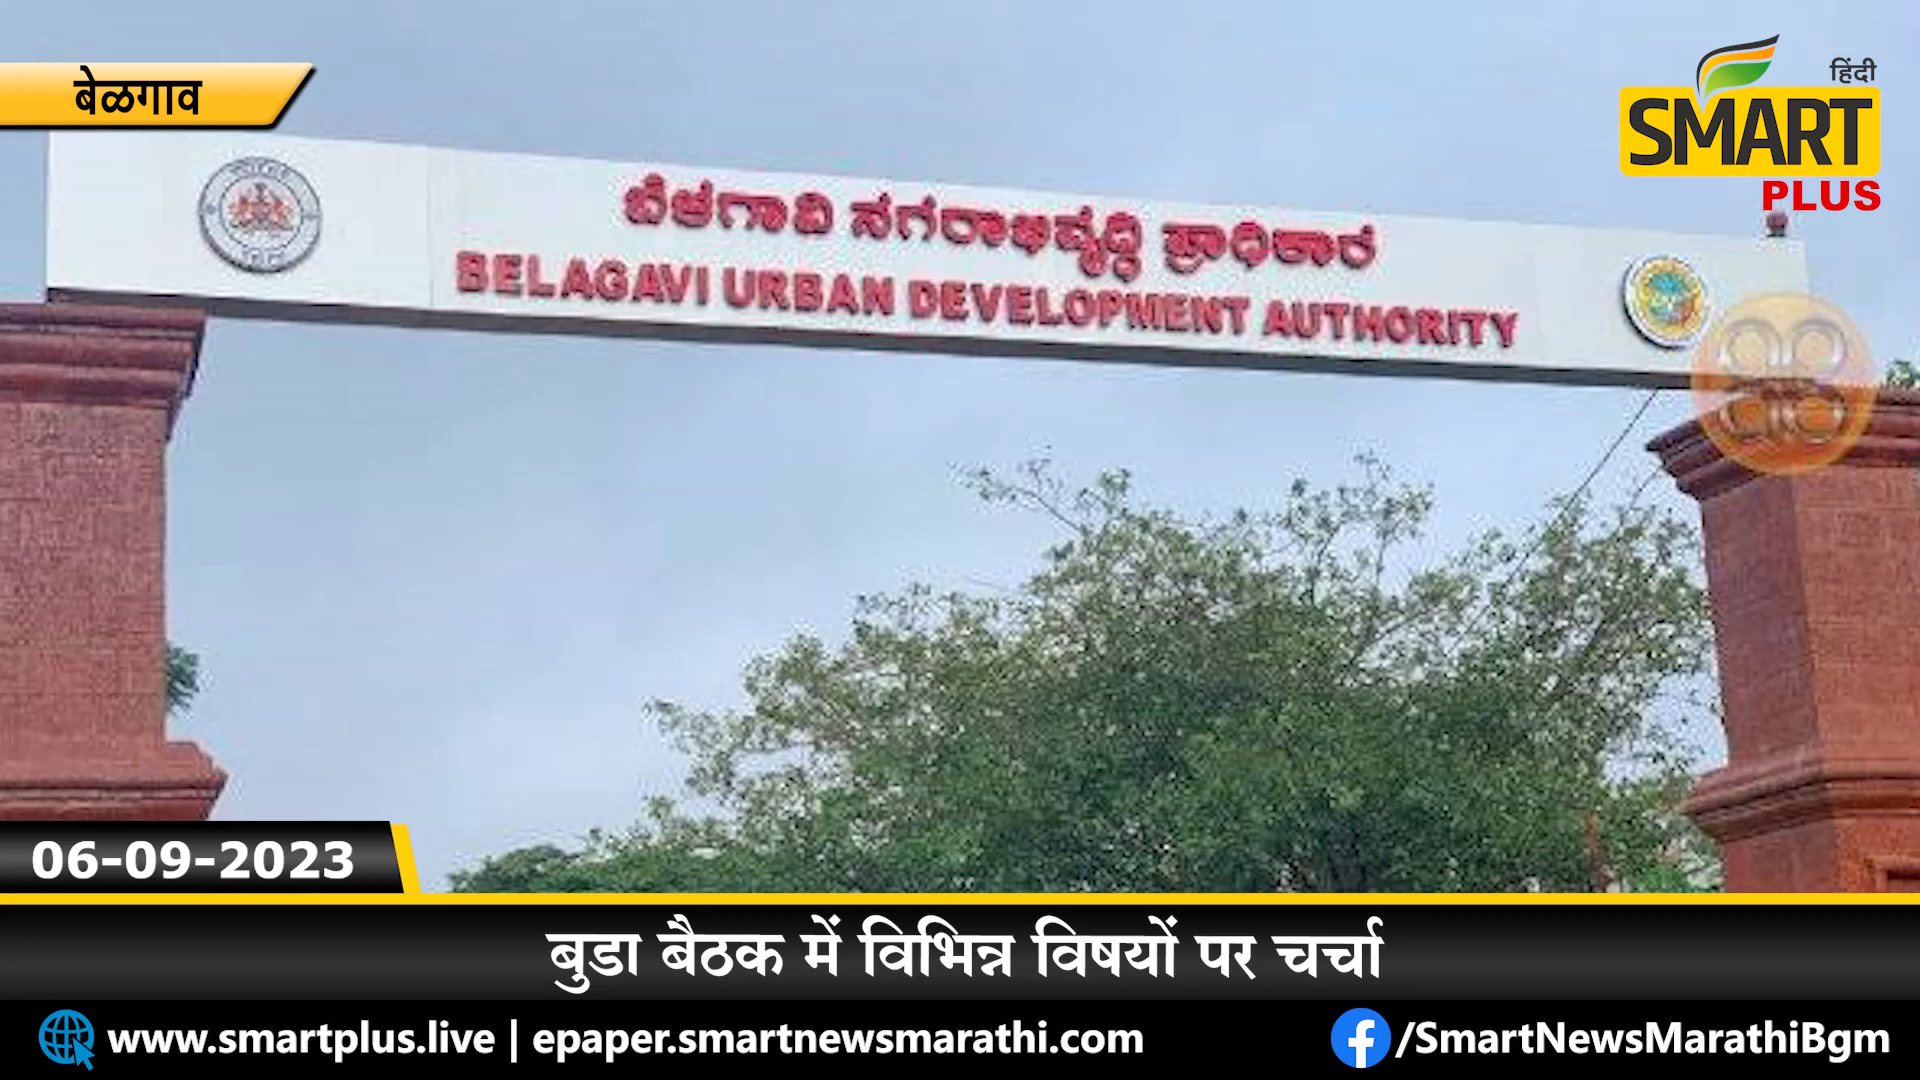 बेळगाव
हिंदी
SMART
PLUS
ಬೆಳಗಾವಿ ನಗರಾಭಿವೃದ್ಧಿ ಪ್ರಾಧಿಕಾರ
BELAGAVI URBAN DEVELOPMENT AUTHORITY
06-09-2023
बुडा बैठक में विभिन्न विषयों पर चर्चा
www.smartplus.live | epaper.smartnewsmarathi.com
/SmartNewsMarathiBgm